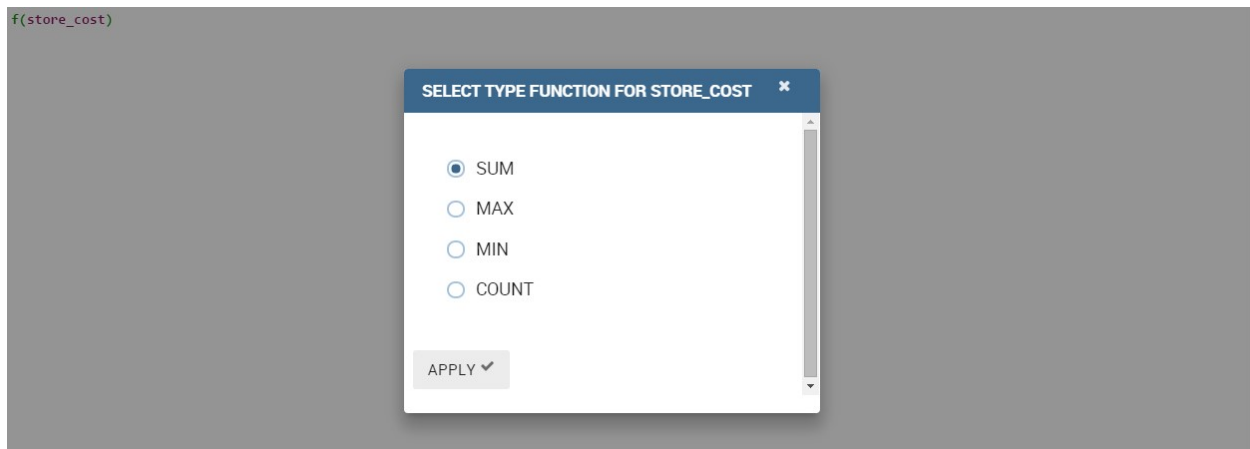 f(store_cost)
SELECT TYPE FUNCTION FOR STORE_COST
SUM
MAX
MIN
COUNT
APPLY